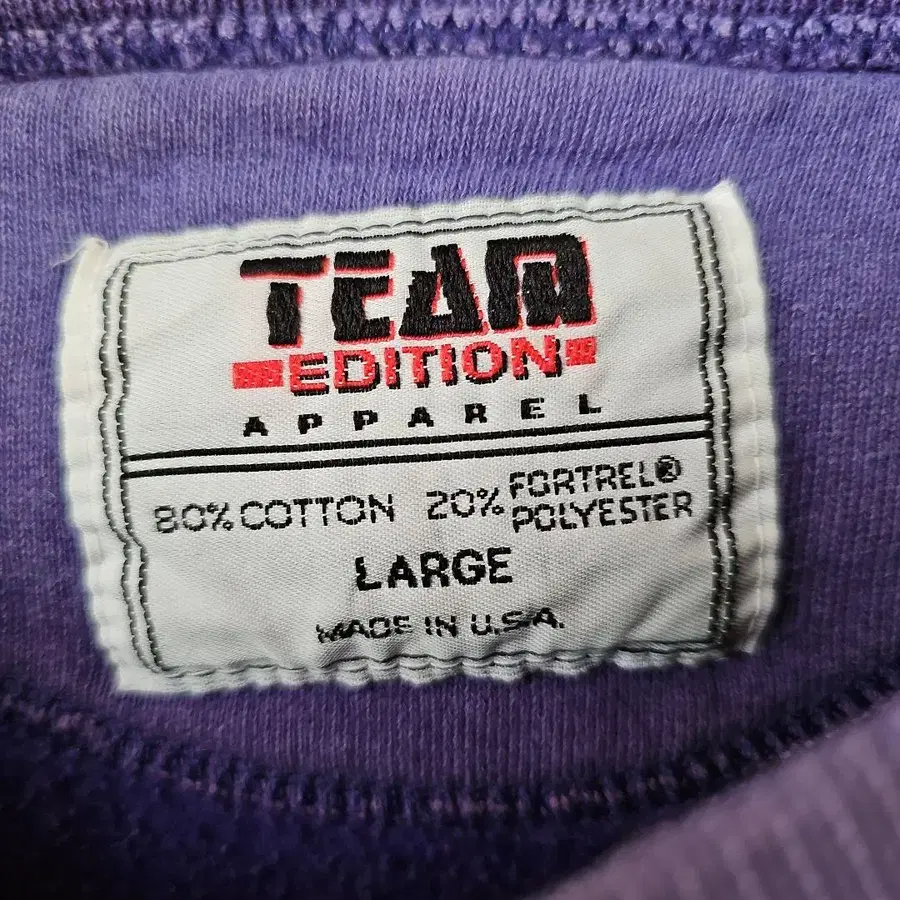 TEAM
EDITION
APPAREL
80% COTTON 20% FORTREL®
POLYESTER
LARGE
MADE IN U.S.A.